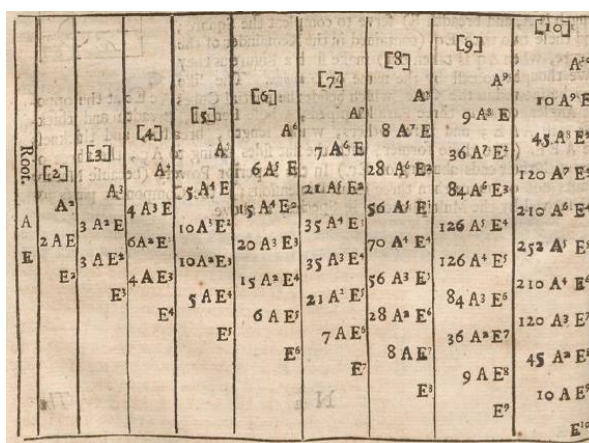 Root.
A
E
[2]
A²
2 A E
E²
[3]
A³
3 A² E
3 A E²
E³
[4]
A⁴
4 A³ E
6 A² E²
4 A E³
E⁴
[5]
A⁵
5 A⁴ E
10 A³ E²
10 A² E³
5 A E⁴
E⁵
[6]
A⁶
6 A⁵ E
15 A⁴ E²
20 A³ E³
15 A² E⁴
6 A E⁵
E⁶
[7]
A⁷
7 A⁶ E
21 A⁵ E²
35 A⁴ E³
35 A³ E⁴
21 A² E⁵
7 A E⁶
E⁷
[8]
A⁸
8 A⁷ E
28 A⁶ E²
56 A⁵ E³
70 A⁴ E⁴
56 A³ E⁵
28 A² E⁶
8 A E⁷
E⁸
[9]
A⁹
9 A⁸ E
36 A⁷ E²
84 A⁶ E³
126 A⁵ E⁴
126 A⁴ E⁵
84 A³ E⁶
36 A² E⁷
9 A E⁸
E⁹
[10]
A¹⁰
10 A⁹ E
45 A⁸ E²
120 A⁷ E³
210 A⁶ E⁴
252 A⁵ E⁵
210 A⁴ E⁶
120 A³ E⁷
45 A² E⁸
10 A E⁹
E¹⁰